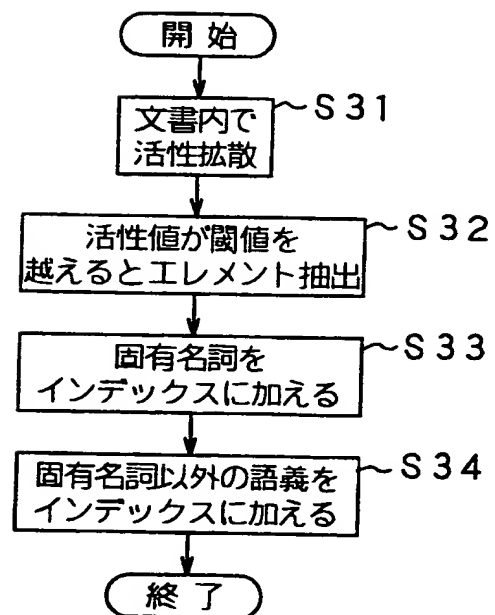 開始
文書内で
活性拡散
S31
活性値が閾値を
越えるとエレメント抽出
S32
固有名詞を
インデックスに加える
S33
固有名詞以外の語義を
インデックスに加える
S34
終了